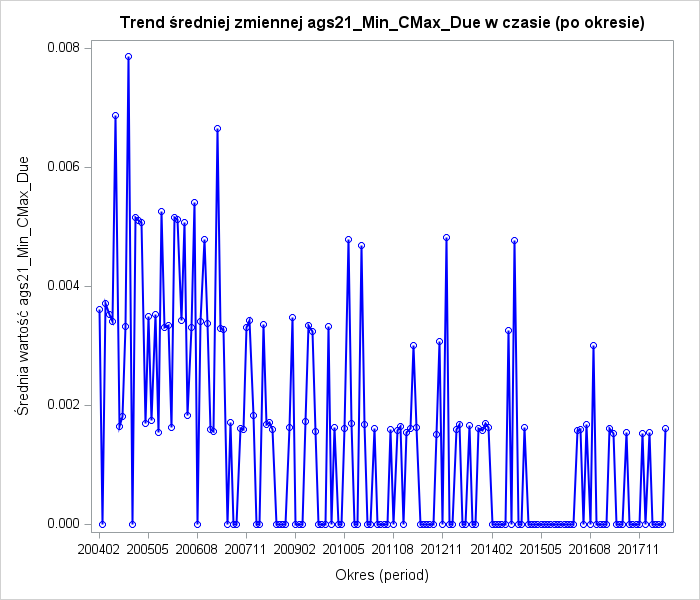 Trend średniej zmiennej ags21_Min_CMax_Due w czasie (po okresie)
0.008
0.006
0.004
0.002
0.000
Średnia wartość ags21_Min_CMax_Due
200402 200505 200608 200711 200902 201005 201108 201211 201402 201505 201608 201711
Okres (period)